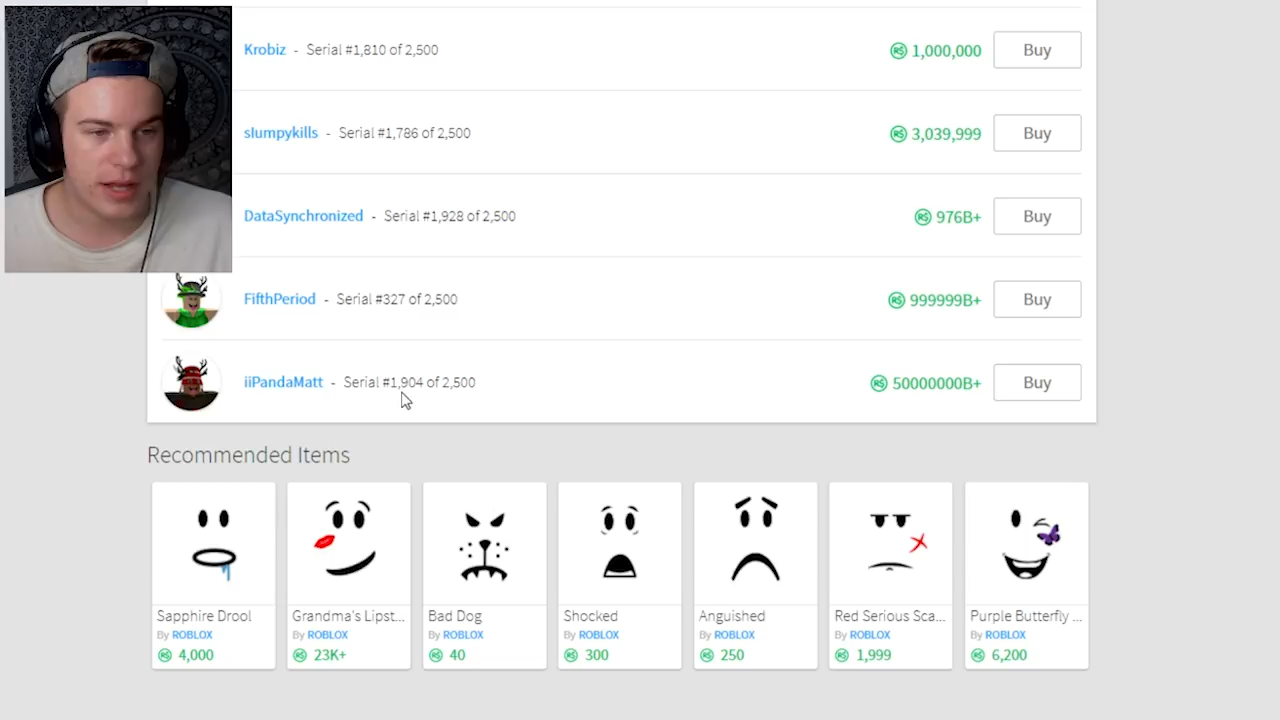 Krobiz - Serial #1,810 of 2,500 R$ 1,000,000 Buy
slumpykills - Serial #1,786 of 2,500 R$ 3,039,999 Buy
DataSynchronized - Serial #1,928 of 2,500 R$ 976B+ Buy
FifthPeriod - Serial #327 of 2,500 R$ 999999B+ Buy
iiPandaMatt - Serial #1,904 of 2,500 R$ 50000000B+ Buy
Recommended Items
Sapphire Drool Grandma's Lipst... Bad Dog Shocked Anguished Red Serious Sca... Purple Butterfly ...
By ROBLOX By ROBLOX By ROBLOX By ROBLOX By ROBLOX By ROBLOX By ROBLOX
R$ 4,000 R$ 23K+ R$ 40 R$ 300 R$ 250 R$ 1,999 R$ 6,200